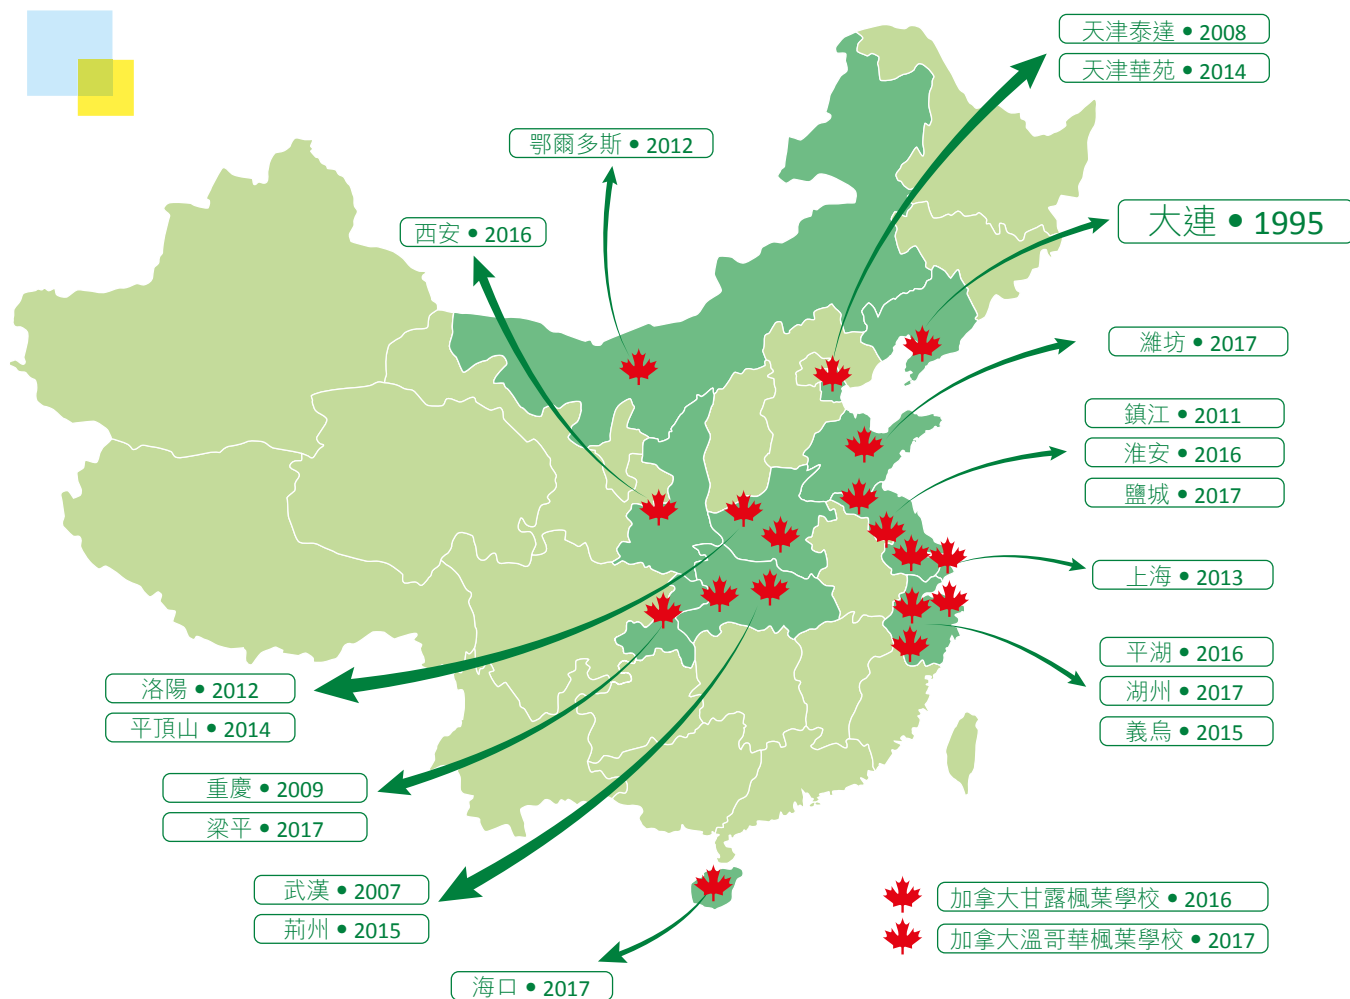 天津泰達 • 2008
天津華苑 • 2014
鄂爾多斯 • 2012
西安 • 2016
大連 • 1995
濰坊 • 2017
鎮江 • 2011
淮安 • 2016
鹽城 • 2017
上海 • 2013
平湖 • 2016
湖州 • 2017
義烏 • 2015
洛陽 • 2012
平頂山 • 2014
重慶 • 2009
梁平 • 2017
武漢 • 2007
荊州 • 2015
海口 • 2017
加拿大甘露楓葉學校 • 2016
加拿大溫哥華楓葉學校 • 2017